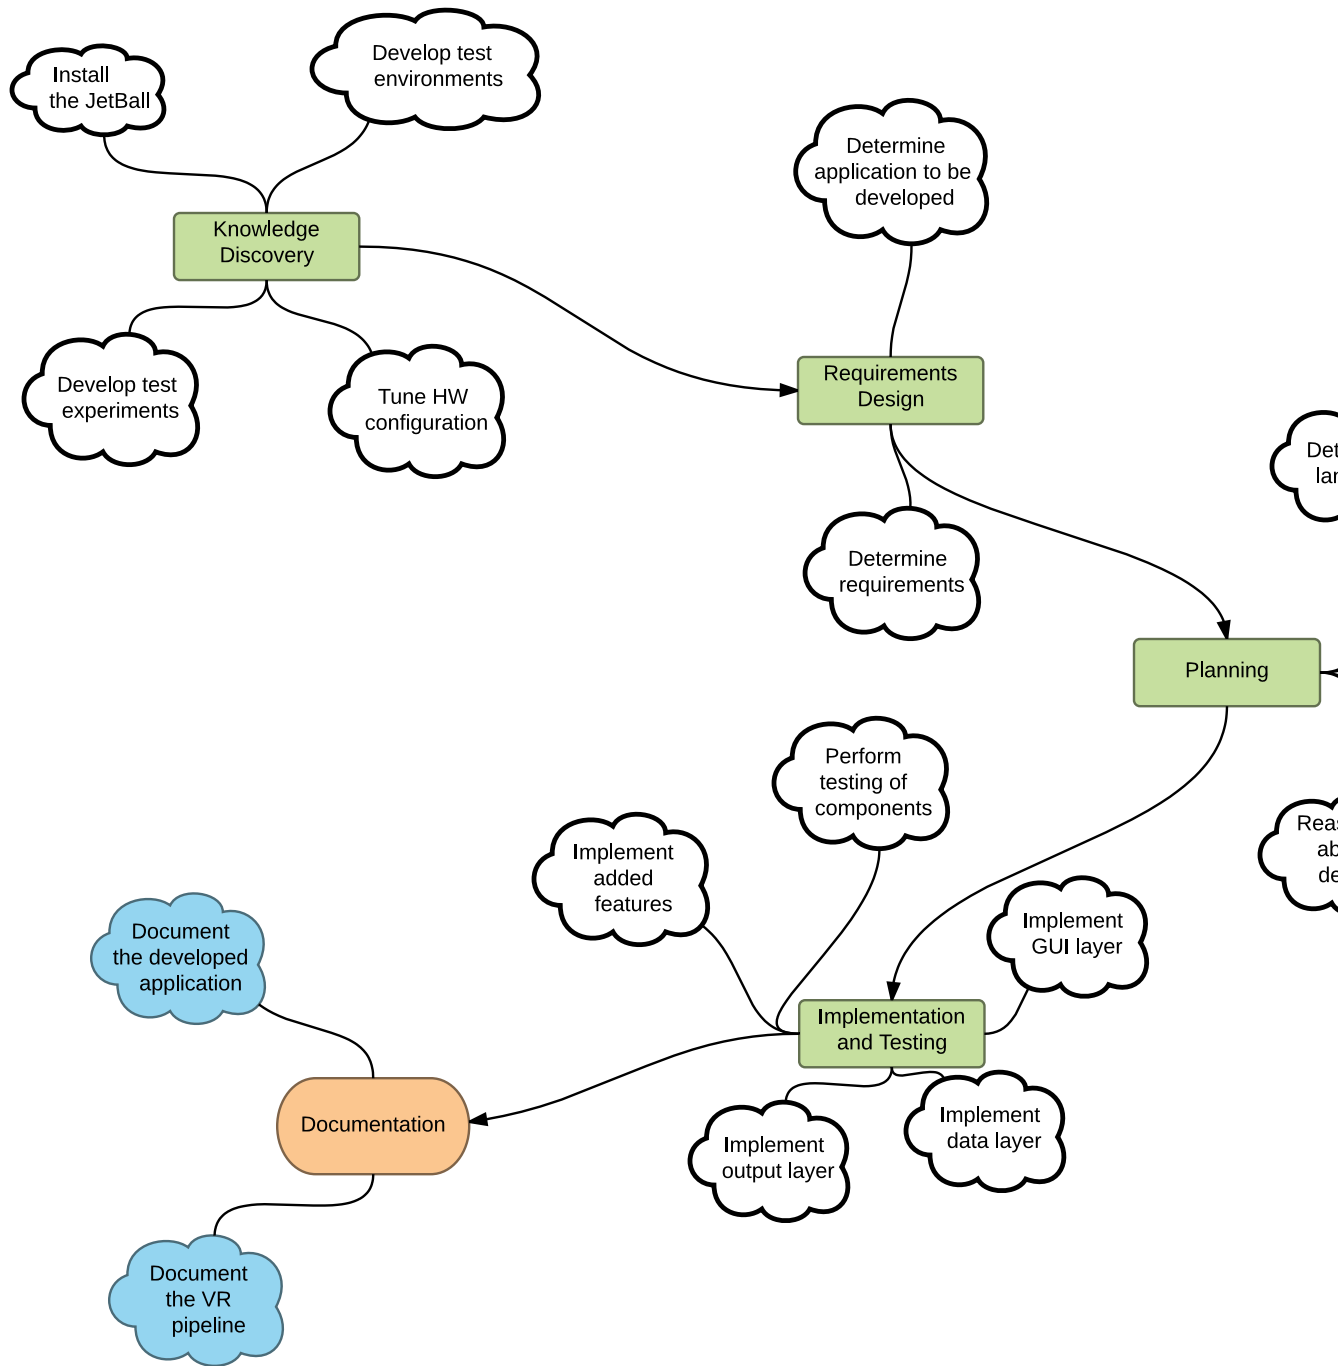 Install
the JetBall
Develop test
environments
Knowledge
Discovery
Develop test
experiments
Tune HW
configuration
Determine
application to be
developed
Requirements
Design
Determine
requirements
Planning
Perform
testing of
components
Implement
added
features
Implement
GUI layer
Implementation
and Testing
Implement
output layer
Implement
data layer
Document
the developed
application
Documentation
Document
the VR
pipeline